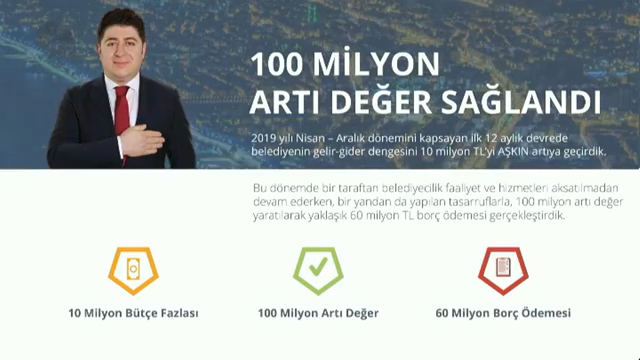 100 MİLYON
ARTI DEĞER SAĞLANDI
2019 yılı Nisan – Aralık dönemini kapsayan ilk 12 aylık devrede
belediyenin gelir-gider dengesini 10 milyon TL'yi AŞKIN artıya geçirdik.
Bu dönemde bir taraftan belediyecilik faaliyet ve hizmetleri aksatılmadan
devam ederken, bir yandan da yapılan tasarruflarla, 100 milyon artı değer
yaratılarak yaklaşık 60 milyon TL borç ödemesi gerçekleştirdik.
10 Milyon Bütçe Fazlası
100 Milyon Artı Değer
60 Milyon Borç Ödemesi